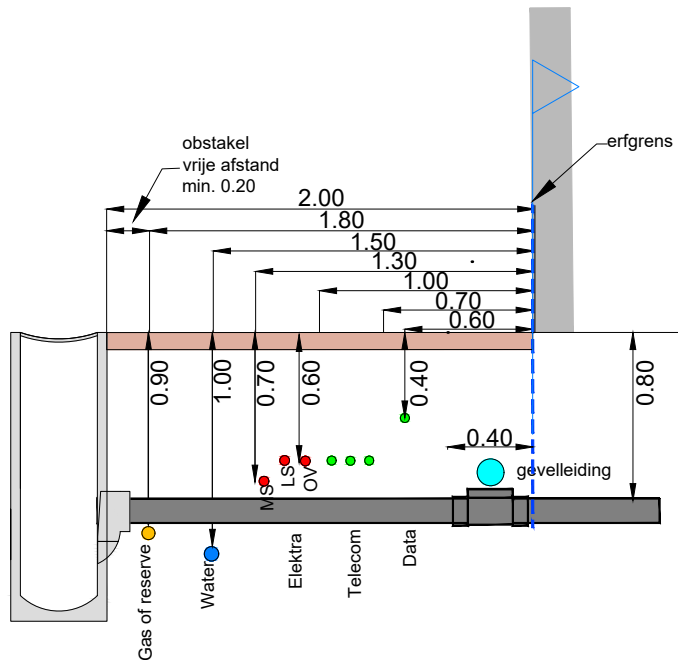 obstakel
vrije afstand
min. 0.20
erfgrens
2.00
1.80
1.50
1.30
1.00
0.70
0.60
0.90
1.00
0.70
0.60
0.40
0.80
0.40
gevelleiding
MS
LS
OV
Gas of reserve
Water
Elektra
Telecom
Data